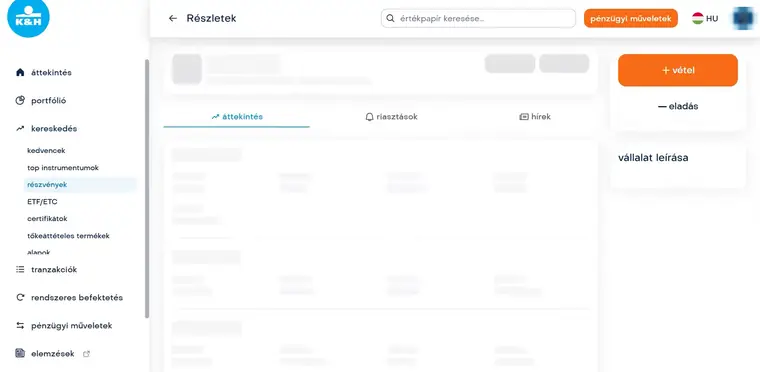 K&H
Részletek
értékpapír keresése...
pénzügyi műveletek
HU
áttekintés
portfólió
kereskedés
kedvencek
top instrumentumok
részvények
ETF/ETC
certifikátok
tőkeáttételes termékek
alapok
tranzakciók
rendszeres befektetés
pénzügyi műveletek
elemzések
áttekintés
riasztások
hírek
+ vétel
— eladás
vállalat leírása